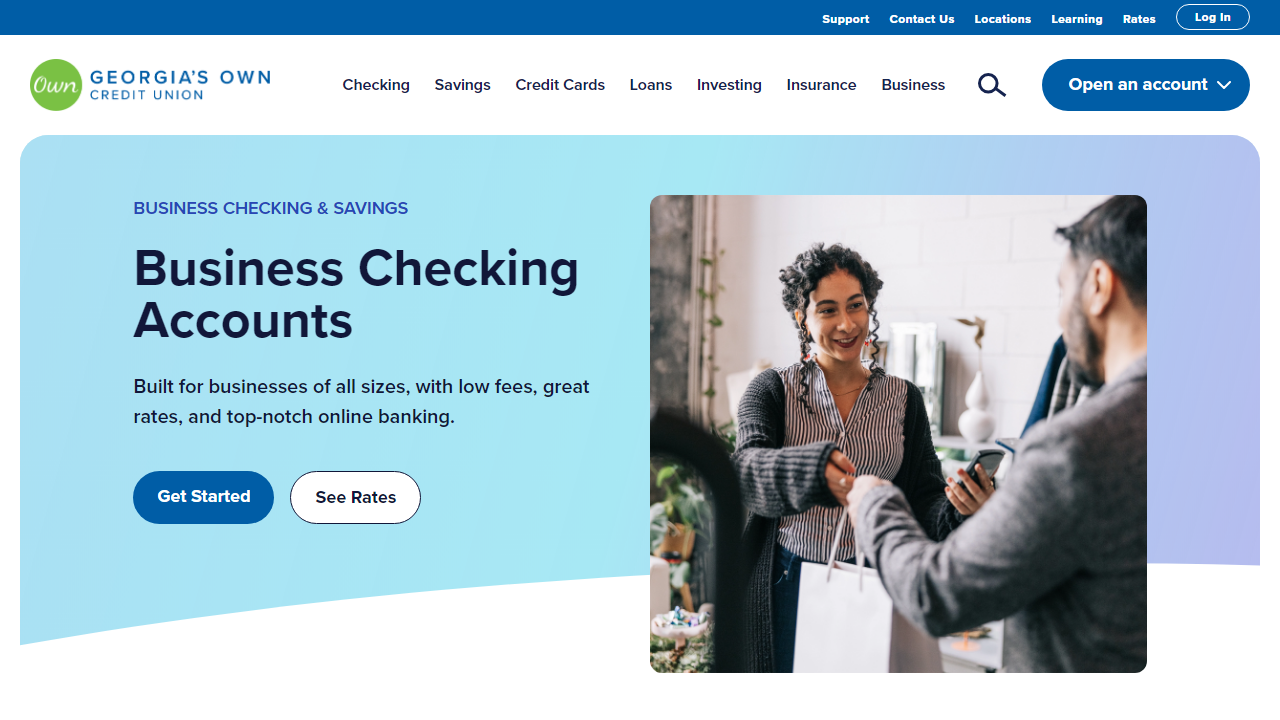 Support Contact Us Locations Learning Rates Log In
Own GEORGIA'S OWN
CREDIT UNION
Checking Savings Credit Cards Loans Investing Insurance Business Open an account
BUSINESS CHECKING & SAVINGS
Business Checking
Accounts
Built for businesses of all sizes, with low fees, great
rates, and top-notch online banking.
Get Started See Rates